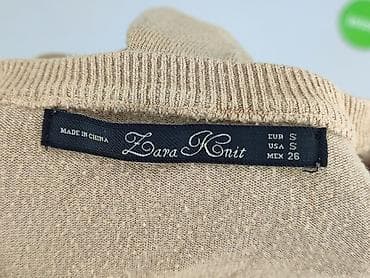 MADE IN CHINA
Zara Knit
EUR S
USA S
MEX 26